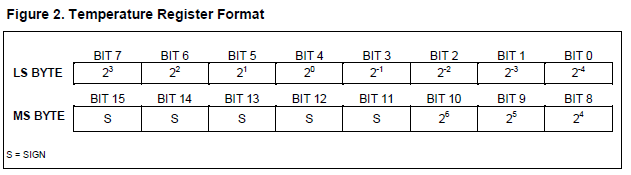 Figure 2. Temperature Register Format
BIT 7 BIT 6 BIT 5 BIT 4 BIT 3 BIT 2 BIT 1 BIT 0
LS BYTE 2³ 2² 2¹ 2⁰ 2⁻¹ 2⁻² 2⁻³ 2⁻⁴
BIT 15 BIT 14 BIT 13 BIT 12 BIT 11 BIT 10 BIT 9 BIT 8
MS BYTE S S S S S 2⁶ 2⁵ 2⁴
S = SIGN